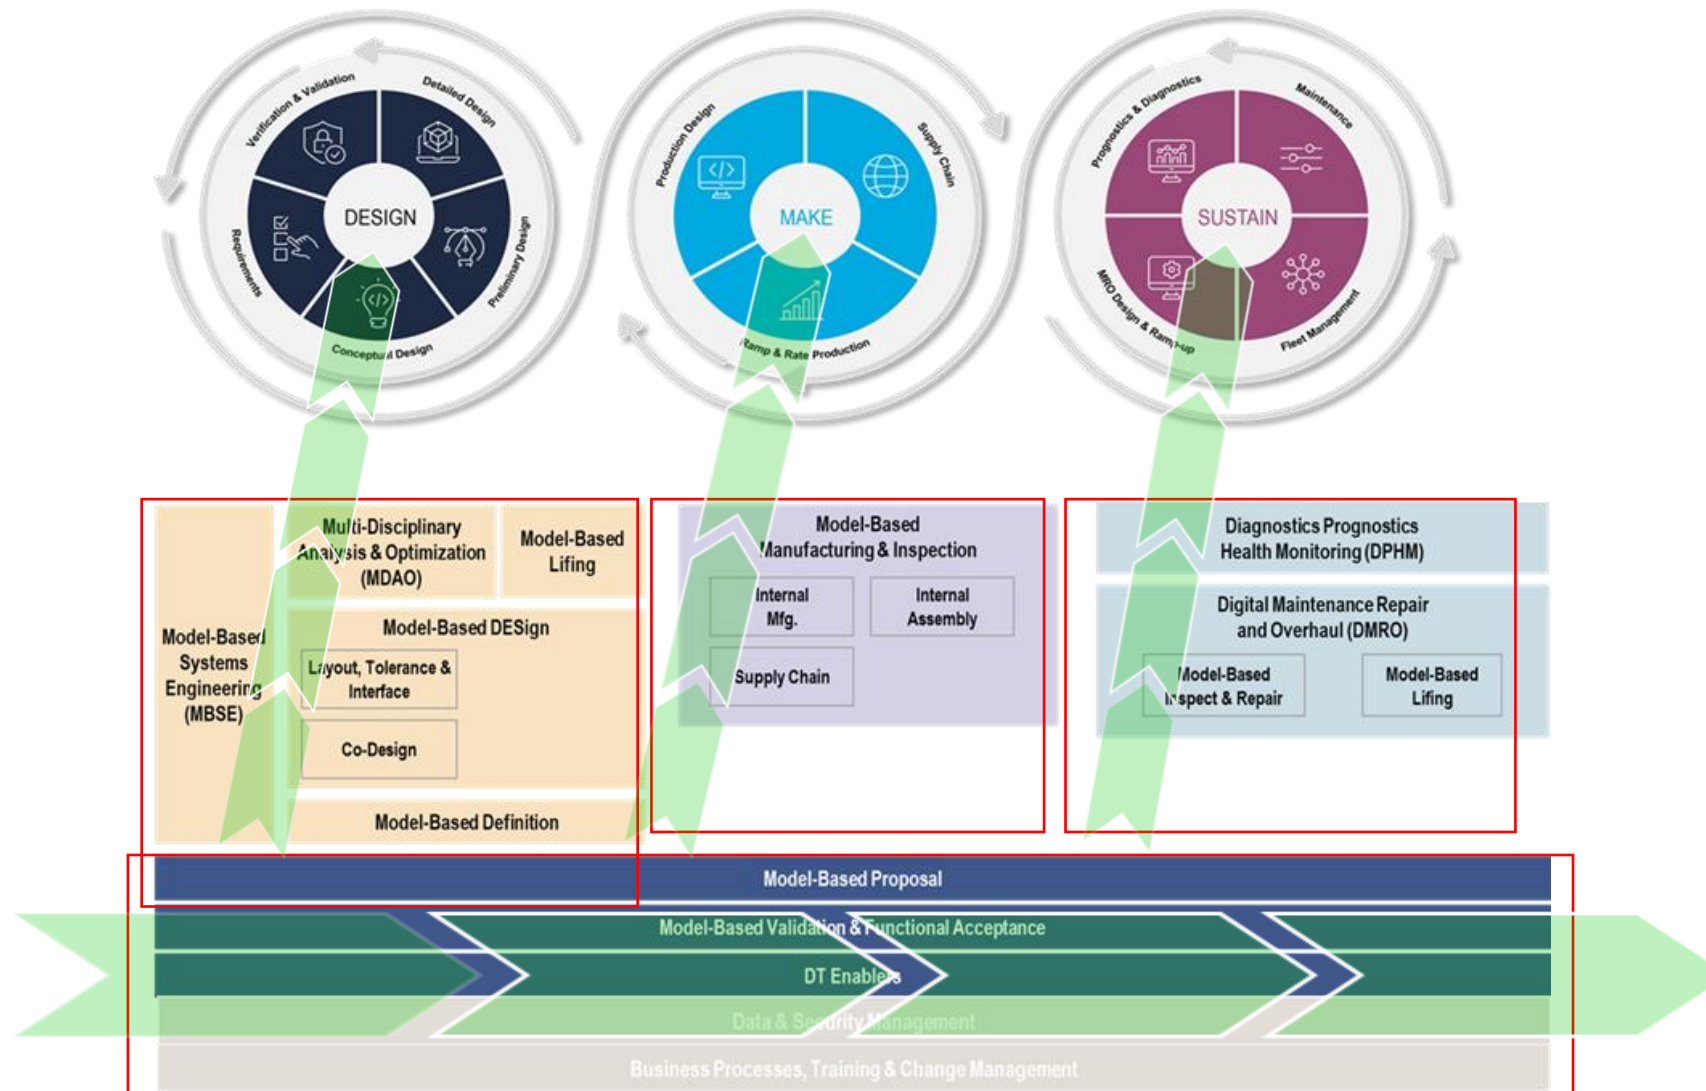 Verification & Validation
Detailed Design
Requirements
DESIGN
Preliminary Design
Conceptual Design
Production Design
Supply Chain
MAKE
Ramp & Rate Production
Prognostics & Diagnostics
Maintenance
SUSTAIN
MRO Design & Ramp-up
Fleet Management
Model-Based
Systems
Engineering
(MBSE)
Multi-Disciplinary
Analysis & Optimization
(MDAO)
Model-Based
Lifing
Model-Based DESign
Layout, Tolerance &
Interface
Co-Design
Model-Based Definition
Model-Based
Manufacturing & Inspection
Internal
Mfg.
Internal
Assembly
Supply Chain
Diagnostics Prognostics
Health Monitoring (DPHM)
Digital Maintenance Repair
and Overhaul (DMRO)
Model-Based
Inspect & Repair
Model-Based
Lifing
Model-Based Proposal
Model-Based Validation & Functional Acceptance
DT Enablers
Data & Security Management
Business Processes, Training & Change Management